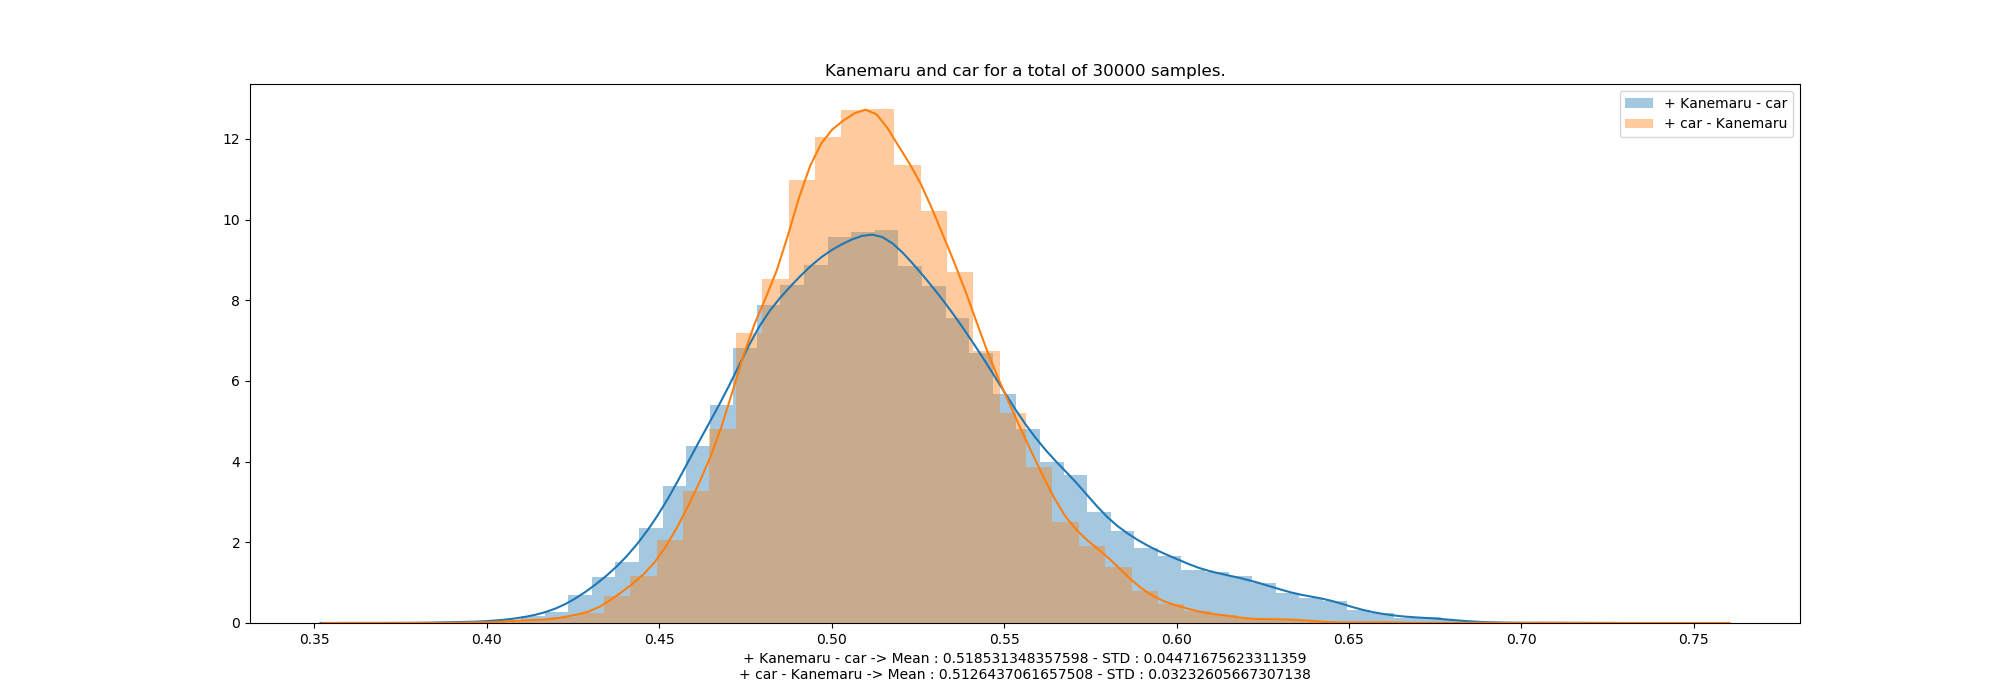 Kanemaru and car for a total of 30000 samples.
+ Kanemaru - car
+ car - Kanemaru
12
10
8
6
4
2
0
0.35 0.40 0.45 0.50 0.55 0.60 0.65 0.70 0.75
+ Kanemaru - car -> Mean : 0.518531348357598 - STD : 0.04471675623311359
+ car - Kanemaru -> Mean : 0.5126437061657508 - STD : 0.03232605667307138